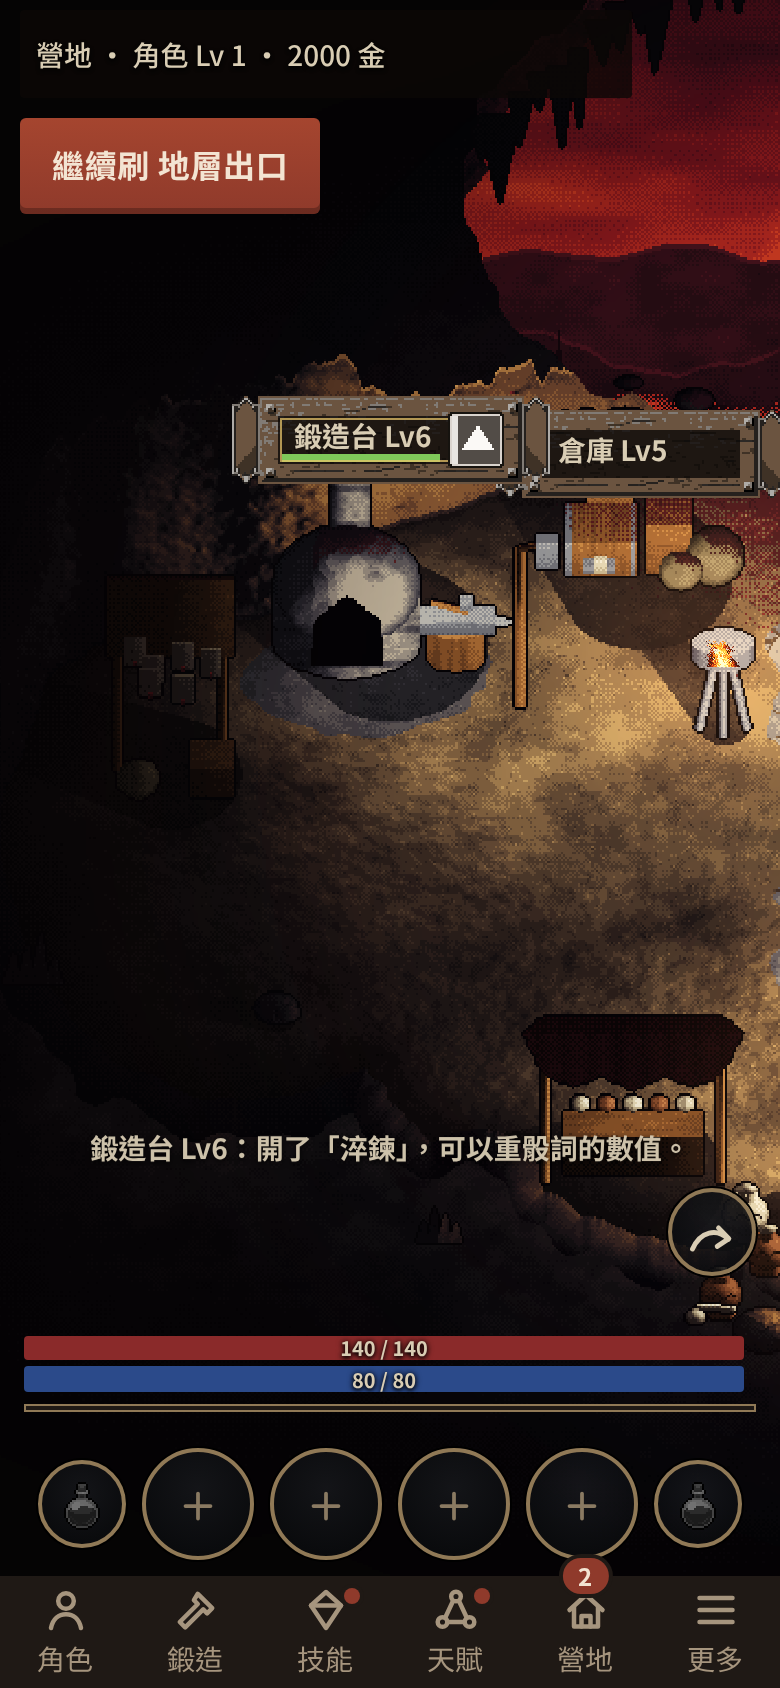 營地 · 角色 Lv 1 · 2000 金
繼續刷 地層出口
鍛造台 Lv6
倉庫 Lv5
鍛造台 Lv6：開了「淬鍊」，可以重骰詞的數值。
140 / 140
80 / 80
2
角色
鍛造
技能
天賦
營地
更多